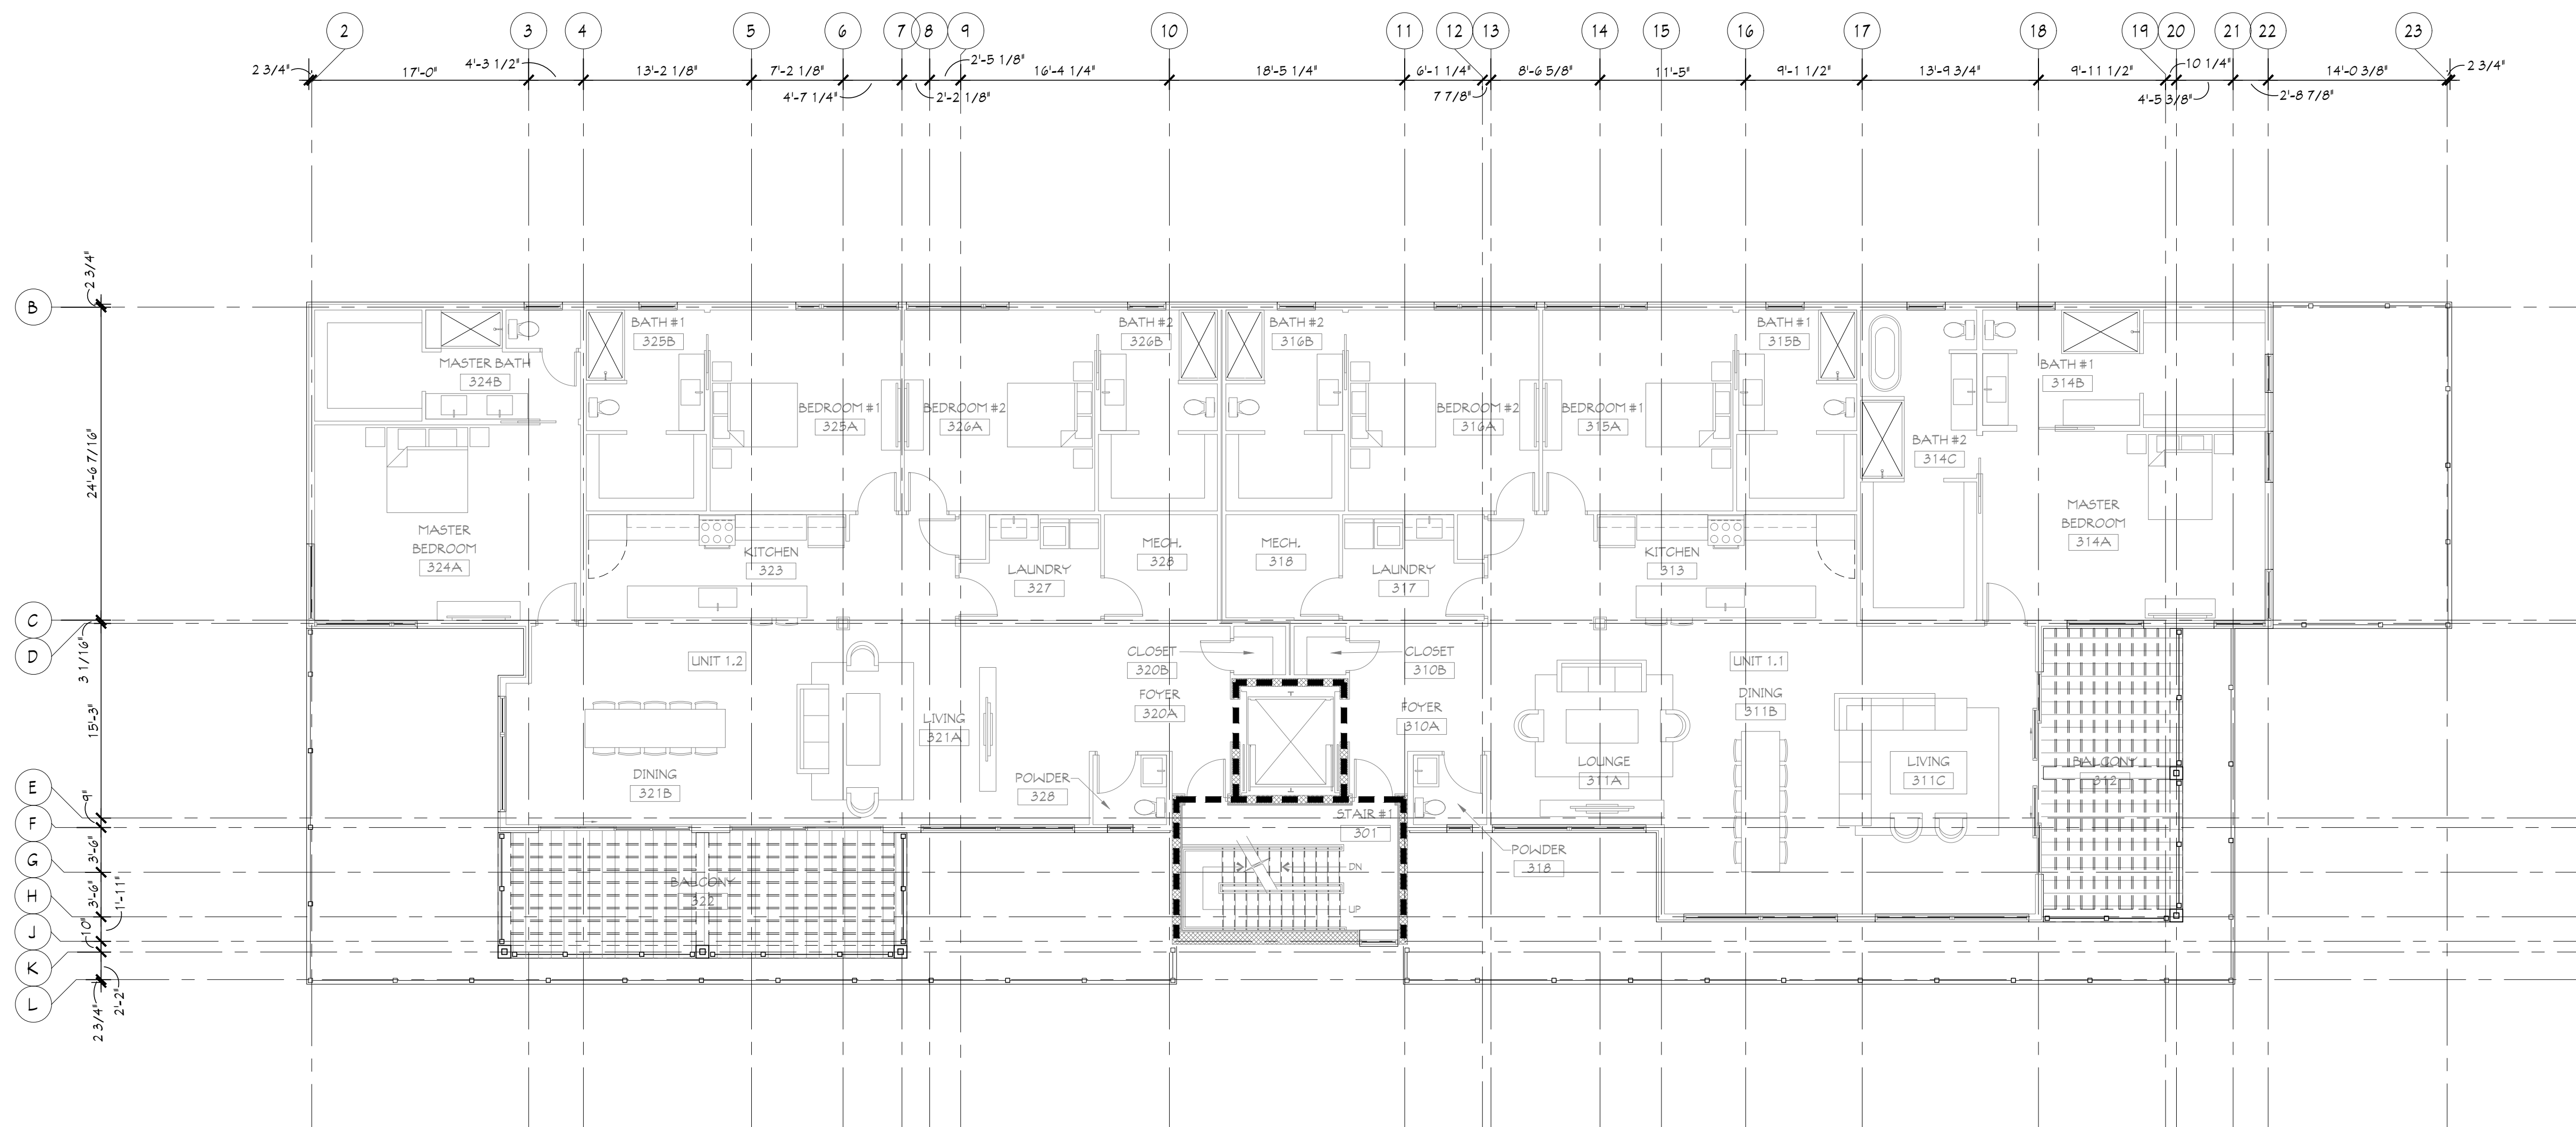 2 3 4 5 6 7 8 9 10 11 12 13 14 15 16 17 18 19 20 21 22 23
2 3/4" 17'-0" 4'-3 1/2" 13'-2 1/8" 7'-2 1/8" 4'-7 1/4" 2'-2 1/8" 2'-5 1/8" 16'-4 1/4" 18'-5 1/4" 6'-1 1/4" 7 7/8" 8'-6 5/8" 11'-5" 9'-1 1/2" 13'-9 3/4" 9'-11 1/2" 10 1/4" 4'-5 3/8" 2'-8 7/8" 14'-0 3/8" 2 3/4"
B
C
D
E
F
G
H
J
K
L
2 3/4"
24'-6 7/16"
3 1/16"
15'-3"
9"
3'-6"
3'-6"
1'-11"
10"
2'-2"
2 3/4"
MASTER BATH
324B
BATH #1
325B
BEDROOM #1
325A
BEDROOM #2
326A
BATH #2
326B
BATH #2
316B
BEDROOM #2
316A
BEDROOM #1
315A
BATH #1
315B
BATH #2
314C
BATH #1
314B
MASTER
BEDROOM
324A
KITCHEN
323
LAUNDRY
327
MECH.
328
MECH.
318
LAUNDRY
317
KITCHEN
313
MASTER
BEDROOM
314A
UNIT 1.2
CLOSET
320B
CLOSET
310B
UNIT 1.1
FOYER
320A
FOYER
310A
LIVING
321A
DINING
321B
POWDER
328
DINING
311B
LOUNGE
311A
LIVING
311C
BALCONY
312
STAIR #1
301
DN
UP
POWDER
318
BALCONY
322